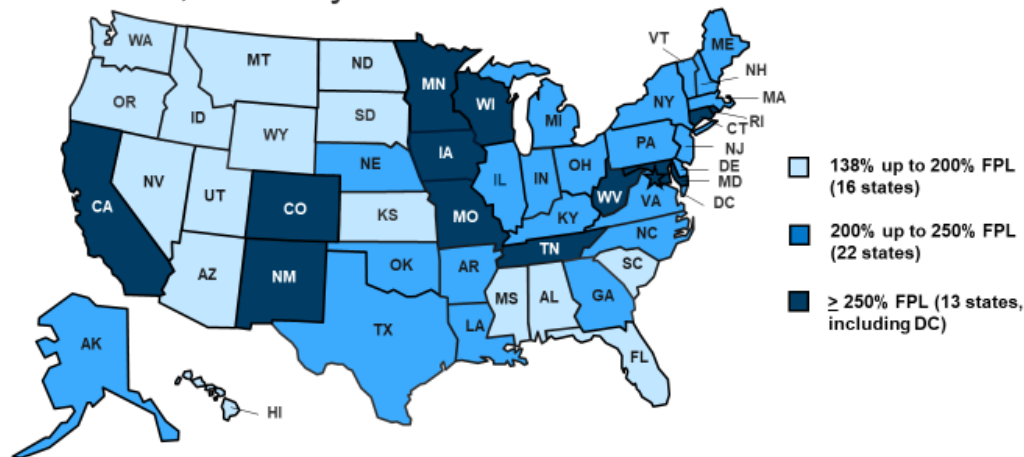 WA
MT
ND
MN
VT
ME
NH
OR
ID
SD
WI
NY
MA
WY
MI
RI
CT
NE
IA
PA
NJ
NV
UT
CO
IL
IN
OH
DE
MD
CA
KS
MO
WV
VA
DC
KY
NC
AZ
NM
OK
AR
TN
SC
MS
AL
GA
TX
LA
AK
FL
HI
138% up to 200% FPL
(16 states)
200% up to 250% FPL
(22 states)
≥ 250% FPL (13 states,
including DC)